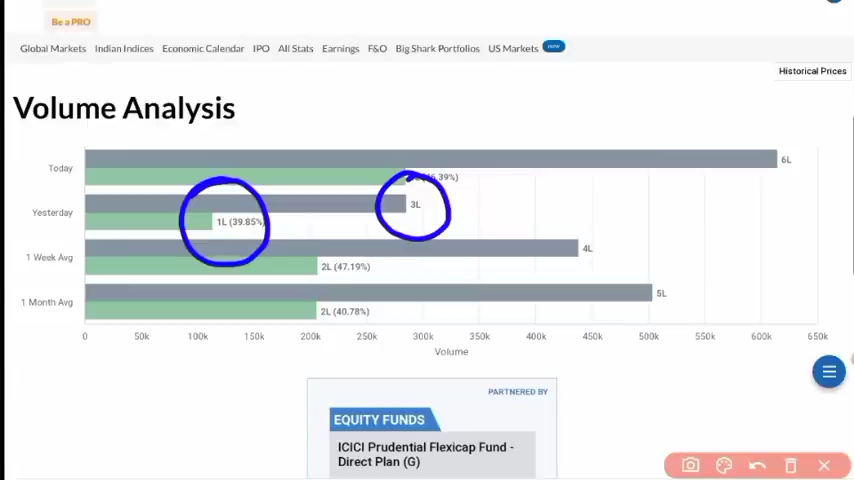 Be a PRO
Global Markets Indian Indices Economic Calendar IPO All Stats Earnings F&O Big Shark Portfolios US Markets new
Historical Prices
Volume Analysis
Today 6L
.39%)
Yesterday 3L
1L (39.85%)
1 Week Avg 4L
2L (47.19%)
1 Month Avg 5L
2L (40.78%)
0 50k 100k 150k 200k 250k 300k 350k 400k 450k 500k 550k 600k 650k
Volume
PARTNERED BY
EQUITY FUNDS
ICICI Prudential Flexicap Fund -
Direct Plan (G)